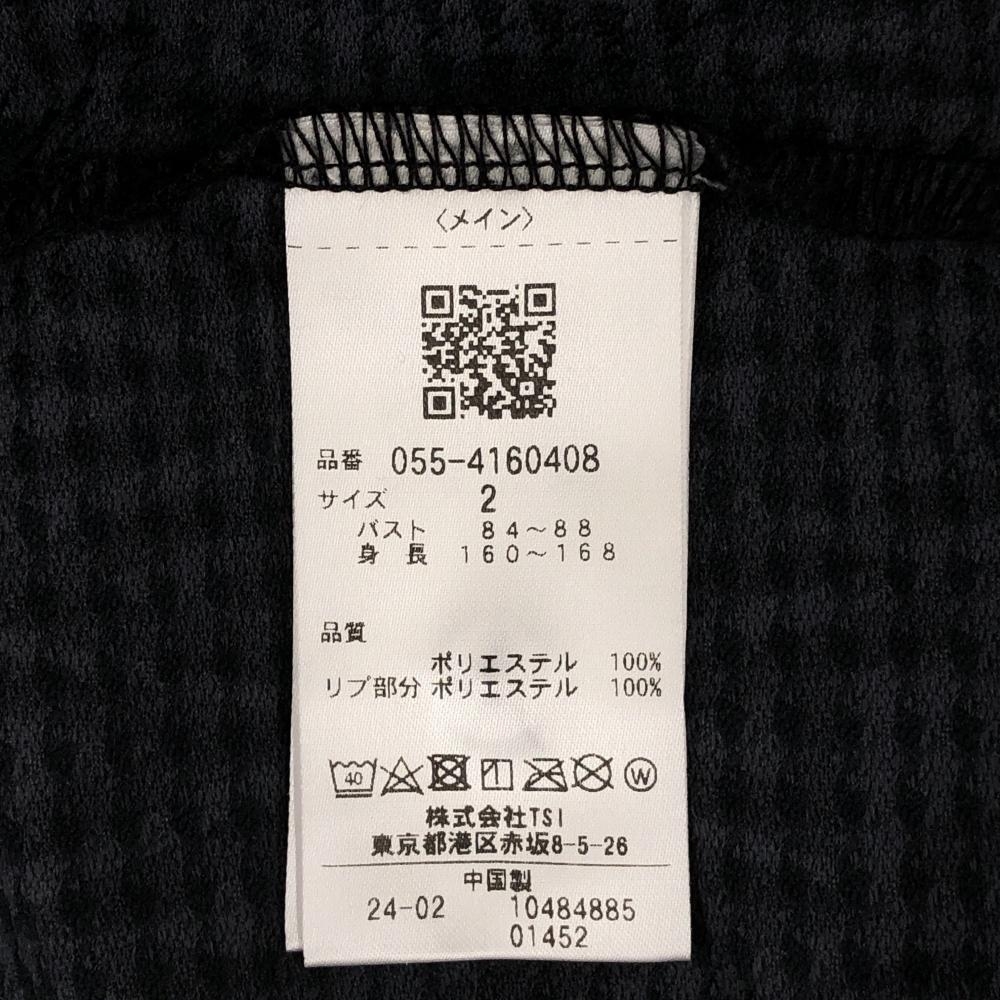 〈メイン〉
品番 055-4160408
サイズ 2
バスト 84～88
身長 160～168
品質
ポリエステル 100%
リブ部分 ポリエステル 100%
40
W
株式会社TSI
東京都港区赤坂8-5-26
中国製
24-02 10484885
01452